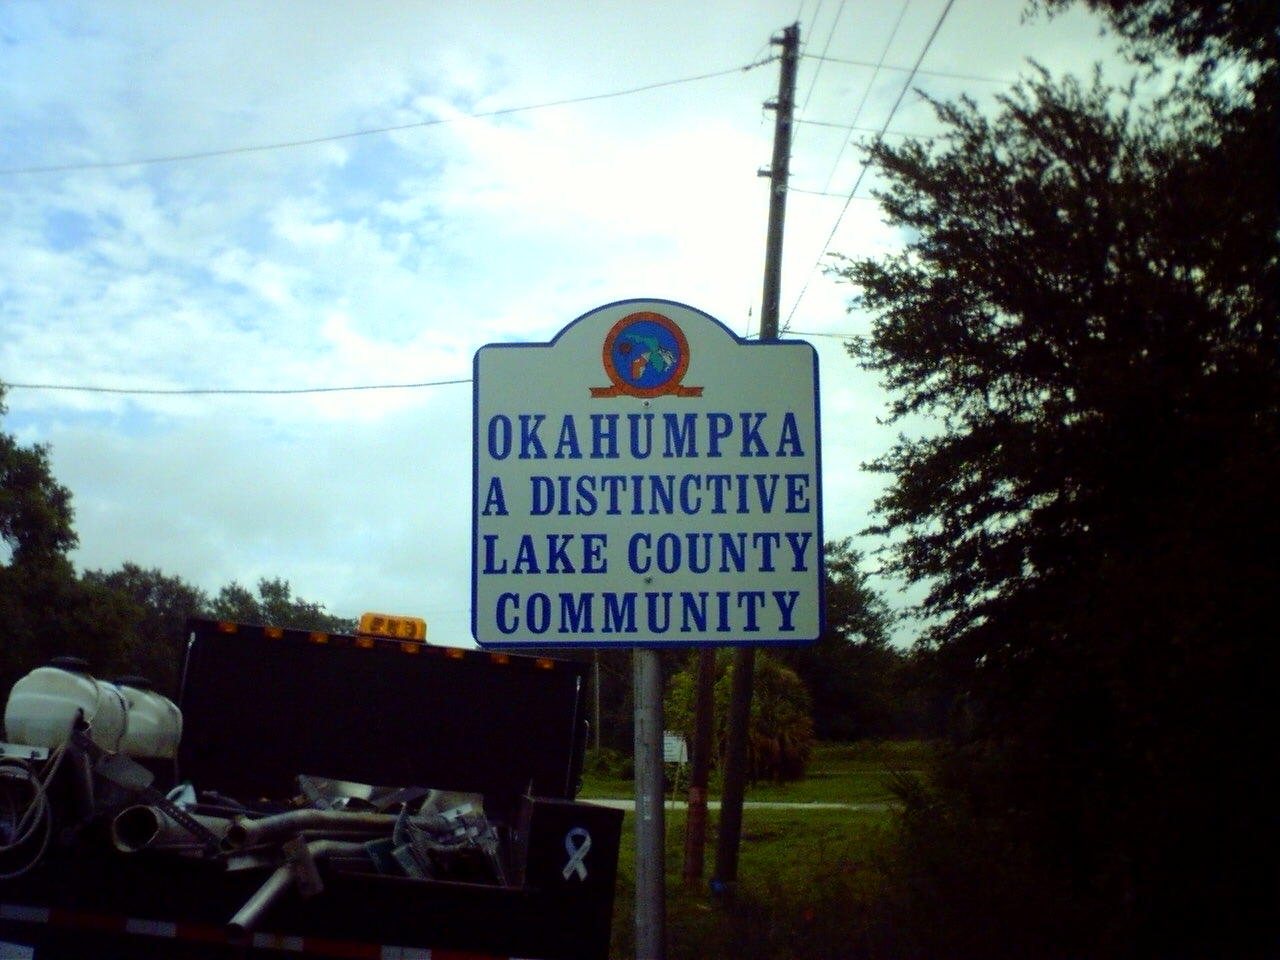 OKAHUMPKA
A DISTINCTIVE
LAKE COUNTY
COMMUNITY